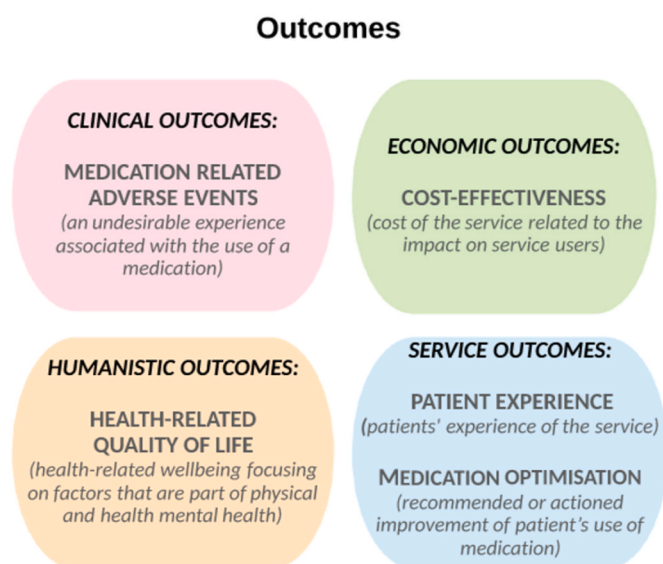 Outcomes
CLINICAL OUTCOMES:
MEDICATION RELATED
ADVERSE EVENTS
(an undesirable experience
associated with the use of a
medication)
ECONOMIC OUTCOMES:
COST-EFFECTIVENESS
(cost of the service related to the
impact on service users)
HUMANISTIC OUTCOMES:
HEALTH-RELATED
QUALITY OF LIFE
(health-related wellbeing focusing
on factors that are part of physical
and health mental health)
SERVICE OUTCOMES:
PATIENT EXPERIENCE
(patients' experience of the service)
MEDICATION OPTIMISATION
(recommended or actioned
improvement of patient’s use of
medication)